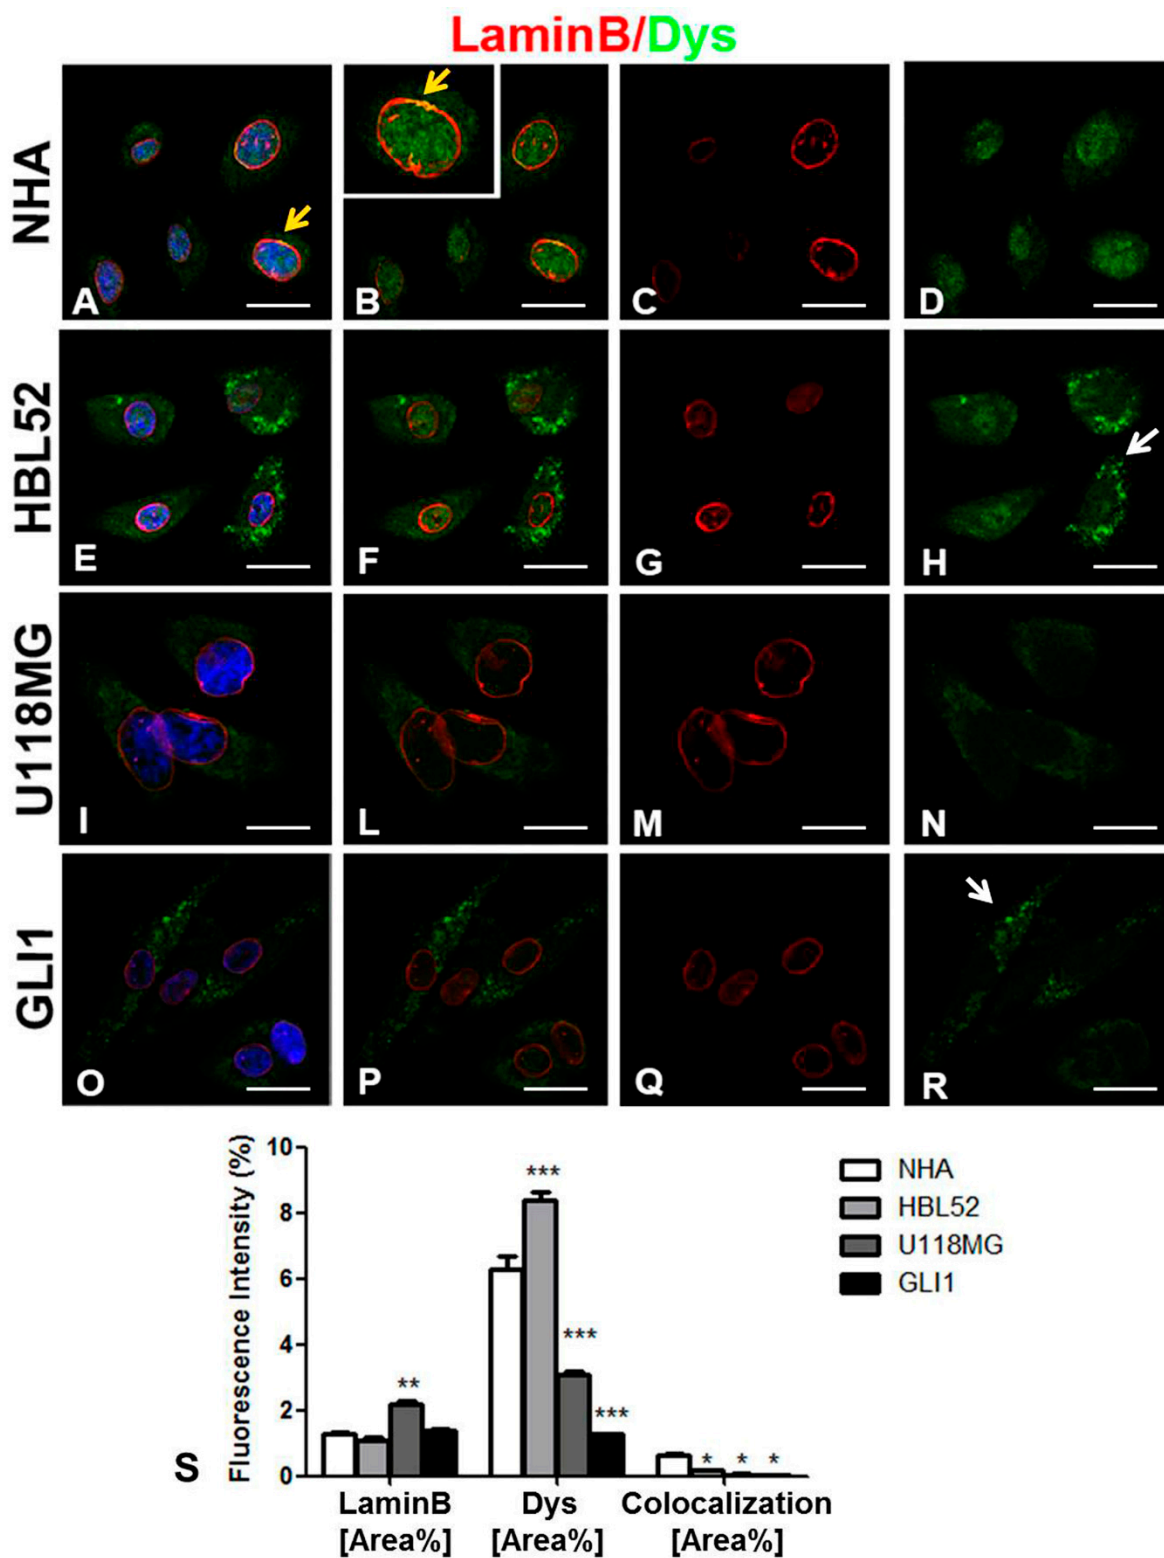 LaminB/Dys
NHA
A
B
C
D
HBL52
E
F
G
H
U118MG
I
L
M
N
GLI1
O
P
Q
R
S
Fluorescence Intensity (%)
10
8
6
4
2
0
**
***
***
***
* * *
LaminB
[Area%]
Dys
[Area%]
Colocalization
[Area%]
NHA
HBL52
U118MG
GLI1